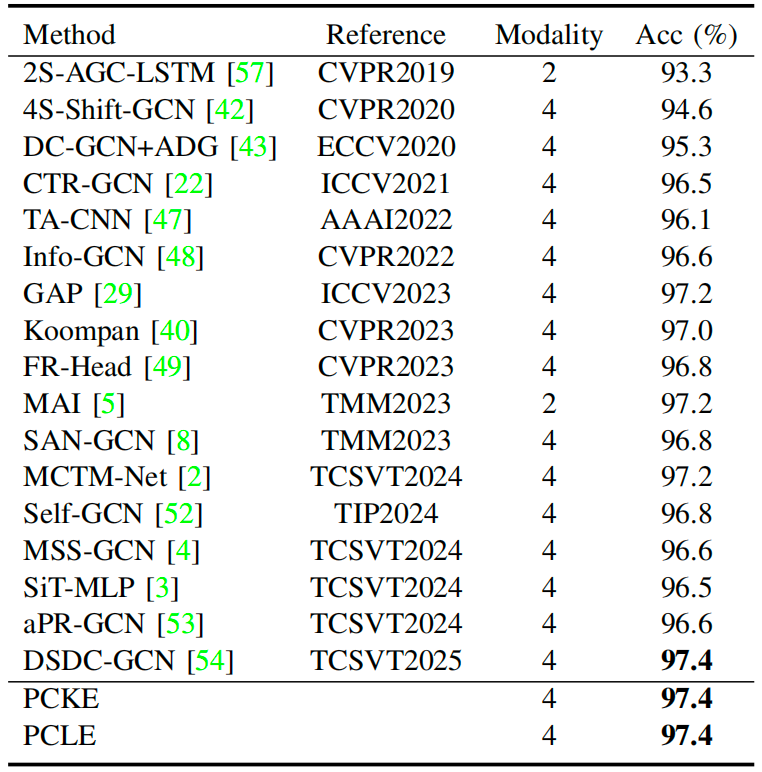 Method Reference Modality Acc (%)
2S-AGC-LSTM [57] CVPR2019 2 93.3
4S-Shift-GCN [42] CVPR2020 4 94.6
DC-GCN+ADG [43] ECCV2020 4 95.3
CTR-GCN [22] ICCV2021 4 96.5
TA-CNN [47] AAAI2022 4 96.1
Info-GCN [48] CVPR2022 4 96.6
GAP [29] ICCV2023 4 97.2
Koompan [40] CVPR2023 4 97.0
FR-Head [49] CVPR2023 4 96.8
MAI [5] TMM2023 2 97.2
SAN-GCN [8] TMM2023 4 96.8
MCTM-Net [2] TCSVT2024 4 97.2
Self-GCN [52] TIP2024 4 96.8
MSS-GCN [4] TCSVT2024 4 96.6
SiT-MLP [3] TCSVT2024 4 96.5
aPR-GCN [53] TCSVT2024 4 96.6
DSDC-GCN [54] TCSVT2025 4 97.4
PCKE 4 97.4
PCLE 4 97.4